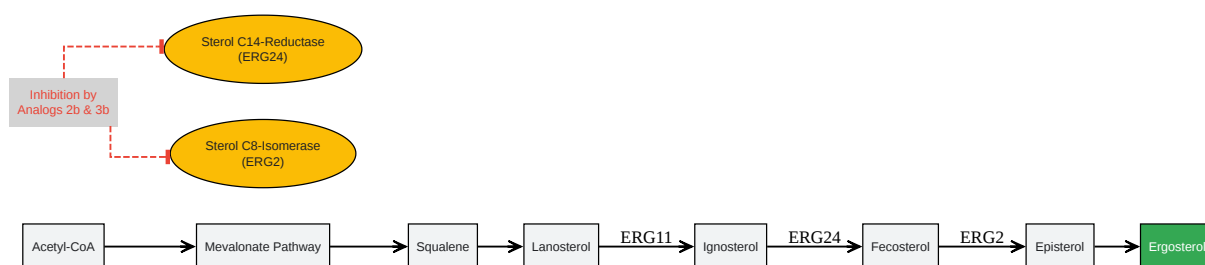 Sterol C14-Reductase
(ERG24)
Inhibition by
Analogs 2b & 3b
Sterol C8-Isomerase
(ERG2)
Acetyl-CoA
Mevalonate Pathway
Squalene
Lanosterol
ERG11
Ignosterol
ERG24
Fecosterol
ERG2
Episterol
Ergosterol